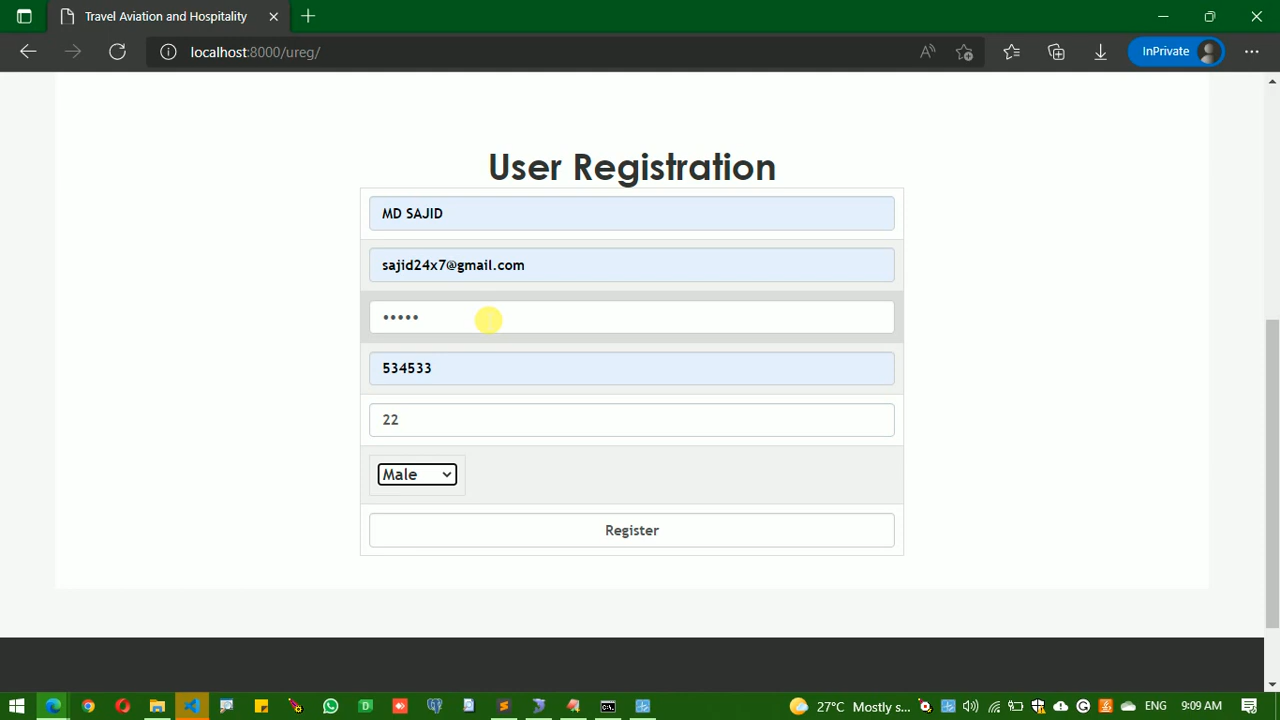 Travel Aviation and Hospitality
localhost:8000/ureg/
InPrivate
User Registration
MD SAJID
sajid24x7@gmail.com
•••••
534533
22
Male
Register
27°C Mostly s...
ENG
9:09 AM